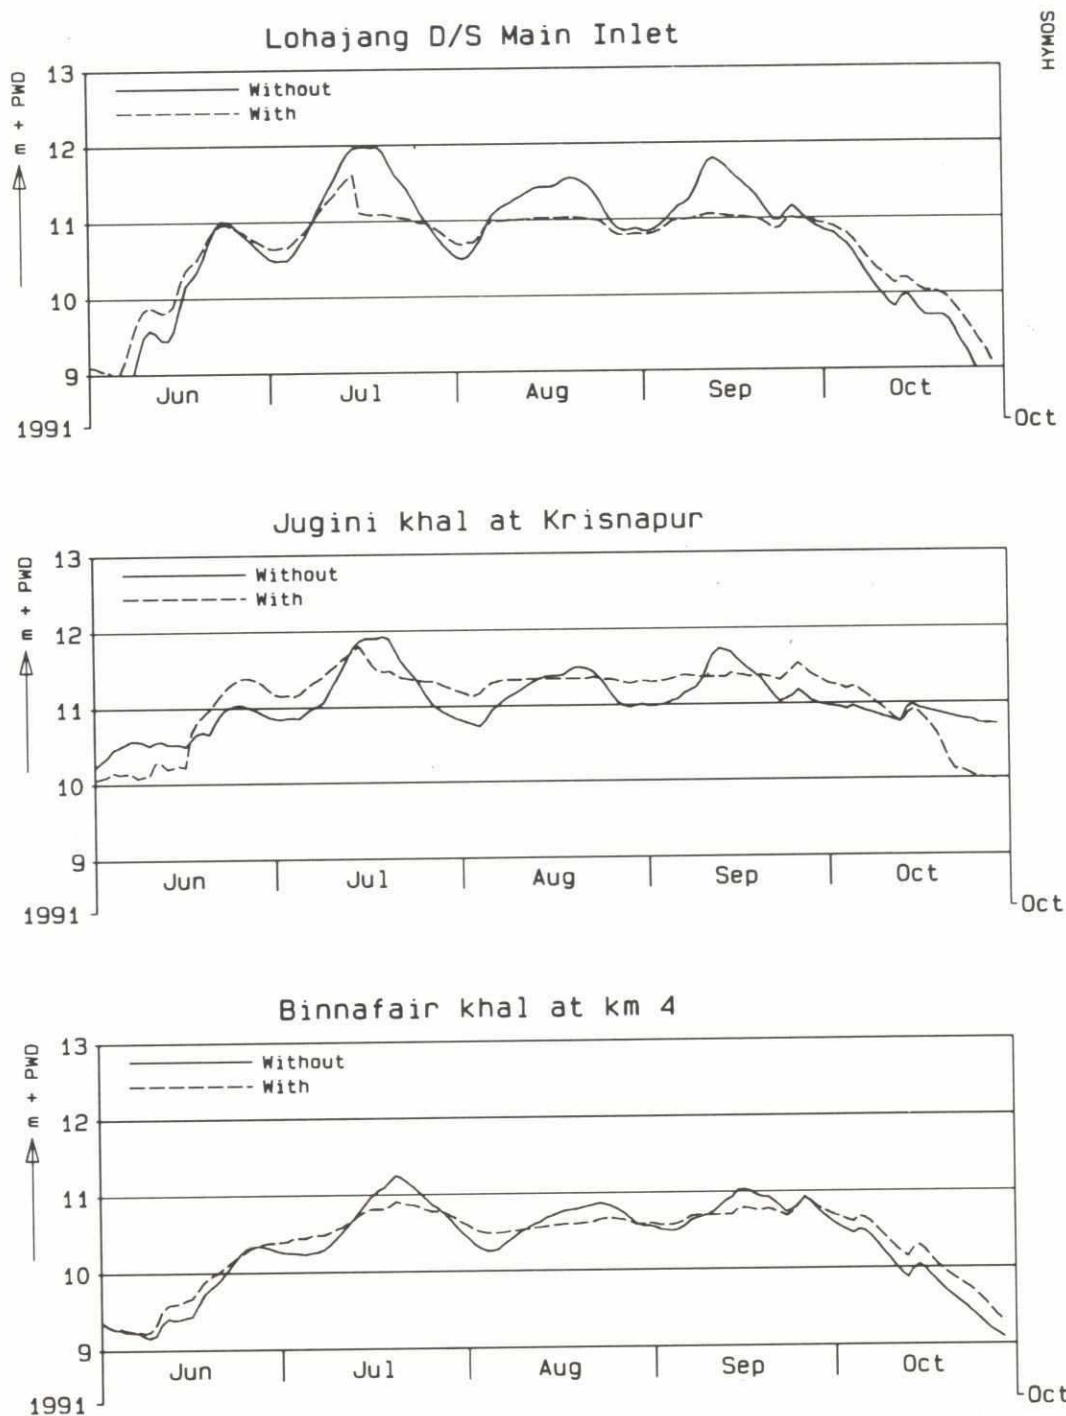 HYMOS
Lohajang D/S Main Inlet
m + PWD
13
Without
With
12
11
10
9
Jun Jul Aug Sep Oct
1991 Oct
Jugini khal at Krisnapur
m + PWD
13
Without
With
12
11
10
9
Jun Jul Aug Sep Oct
1991 Oct
Binnafair khal at km 4
m + PWD
13
Without
With
12
11
10
9
Jun Jul Aug Sep Oct
1991 Oct